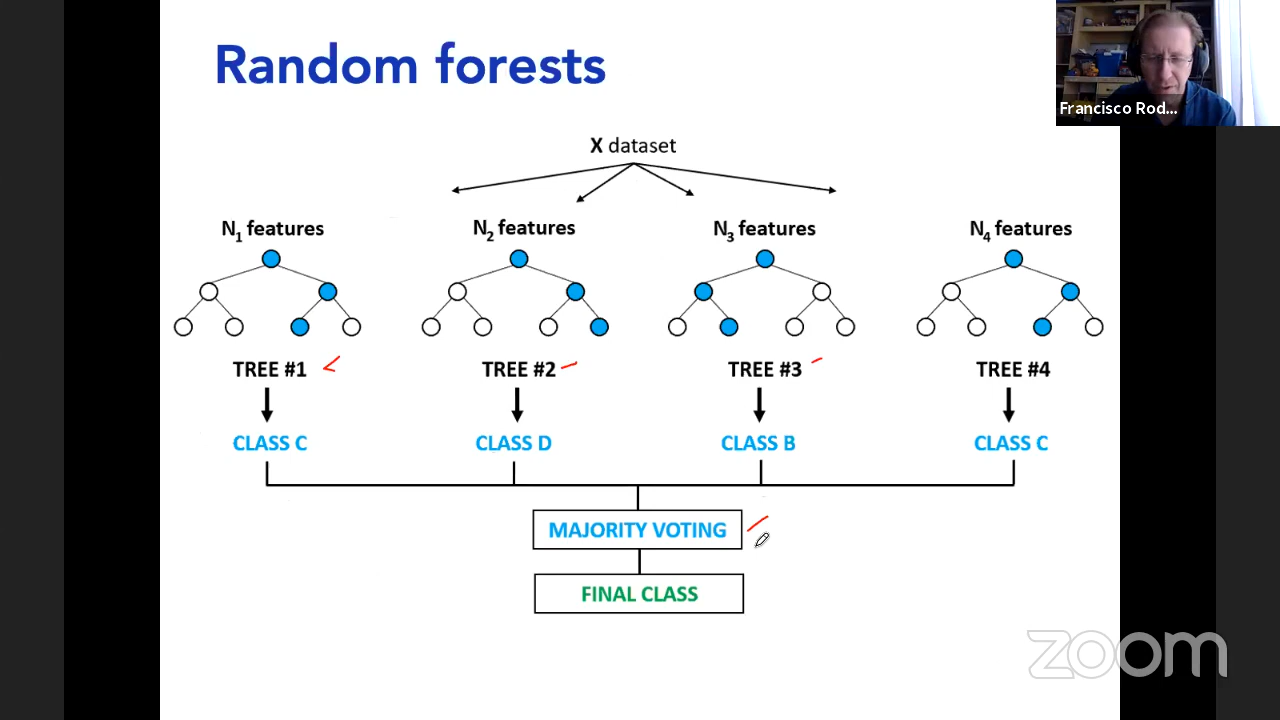 Random forests
Francisco Rod...
X dataset
N1 features N2 features N3 features N4 features
TREE #1 TREE #2 TREE #3 TREE #4
CLASS C CLASS D CLASS B CLASS C
MAJORITY VOTING
FINAL CLASS
zoom